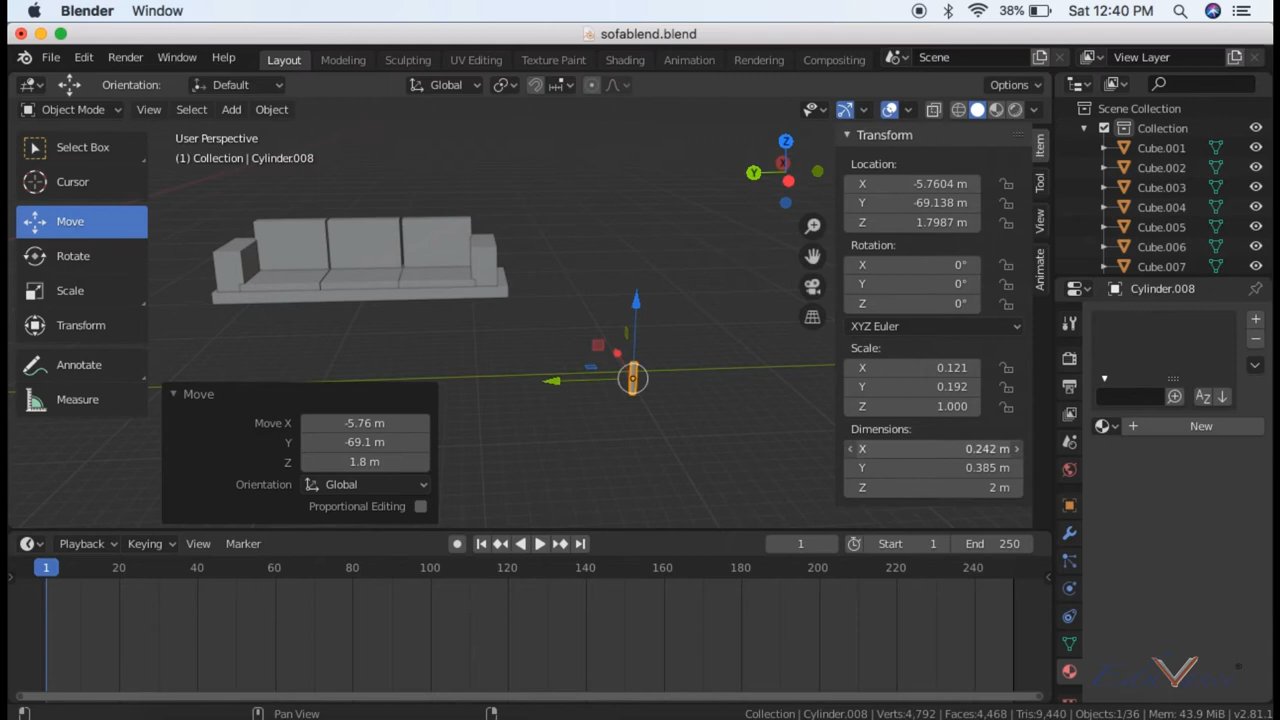 Blender Window 38% Sat 12:40 PM
sofablend.blend
File Edit Render Window Help Layout Modeling Sculpting UV Editing Texture Paint Shading Animation Rendering Compositing Scene View Layer
Orientation: Default Global Options
Object Mode View Select Add Object
Scene Collection
Collection
Cube.001
Cube.002
Cube.003
Cube.004
Cube.005
Cube.006
Cube.007
Select Box
Cursor
Move
Rotate
Scale
Transform
Annotate
Measure
User Perspective
(1) Collection | Cylinder.008
Z
X
Y
Transform
Location:
X -5.7604 m
Y -69.138 m
Z 1.7987 m
Rotation:
X 0°
Y 0°
Z 0°
XYZ Euler
Scale:
X 0.121
Y 0.192
Z 1.000
Dimensions:
X 0.242 m
Y 0.385 m
Z 2 m
Item
Tool
View
Animate
Cylinder.008
New
Move
Move X -5.76 m
Y -69.1 m
Z 1.8 m
Orientation Global
Proportional Editing
Playback Keying View Marker 1 Start 1 End 250
1 20 40 60 80 100 120 140 160 180 200 220 240
Pan View
Collection | Cylinder.008 | Verts:4,792 | Faces:4,468 | Tris:9,440 | Objects:1/36 | Mem: 43.9 MiB | v2.81.1